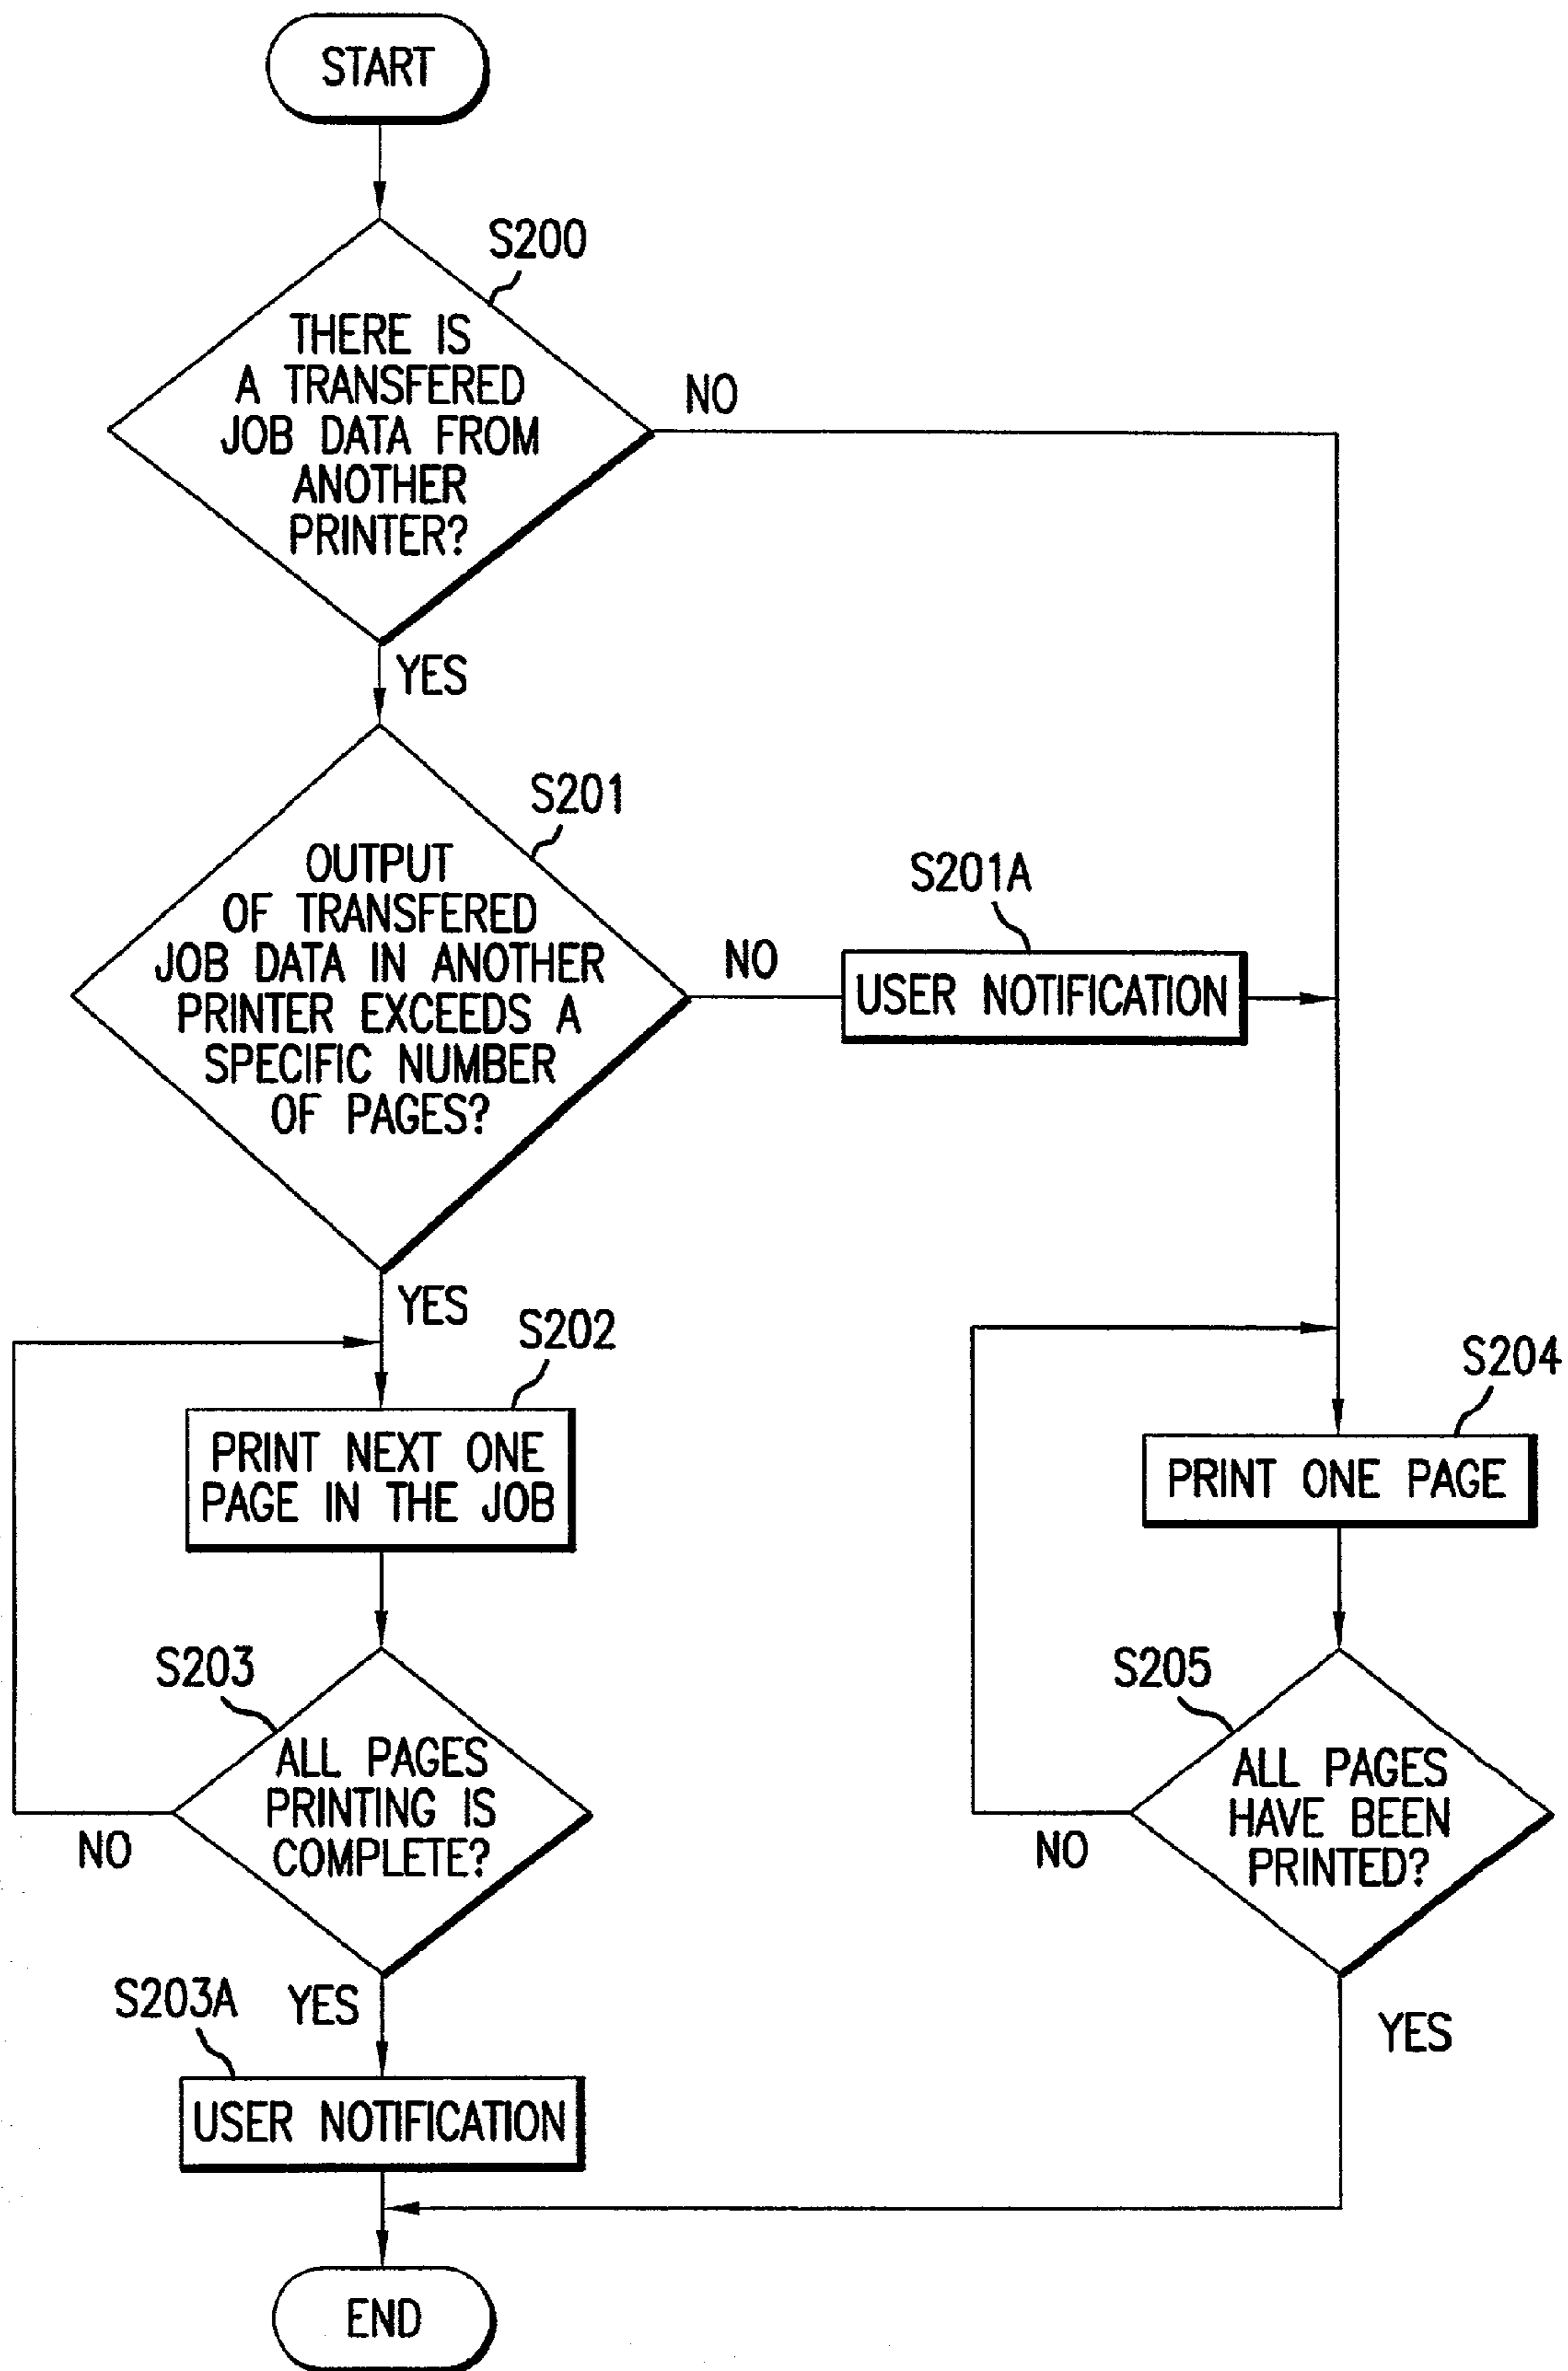 START
S200
THERE IS
A TRANSFERED
JOB DATA FROM
ANOTHER
PRINTER?
NO
YES
S201
OUTPUT
OF TRANSFERED
JOB DATA IN ANOTHER
PRINTER EXCEEDS A
SPECIFIC NUMBER
OF PAGES?
NO
S201A
USER NOTIFICATION
YES
S202
PRINT NEXT ONE
PAGE IN THE JOB
S204
PRINT ONE PAGE
S203
ALL PAGES
PRINTING IS
COMPLETE?
NO
S205
ALL PAGES
HAVE BEEN
PRINTED?
NO
YES
S203A
YES
USER NOTIFICATION
END